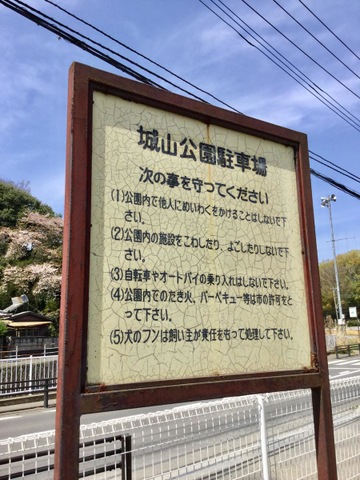 城山公園駐車場
次の事を守ってください
(1)公園内で他人にめいわくをかけることはしないで下
さい。
(2)公園内の施設をこわしたり、よごしたりしないで下
さい。
(3)自転車やオートバイの乗り入れはしないで下さい。
(4)公園内でのたき火、バーベキュー等は市の許可をと
って下さい。
(5)犬のフンは飼い主が責任をもって処理して下さい。